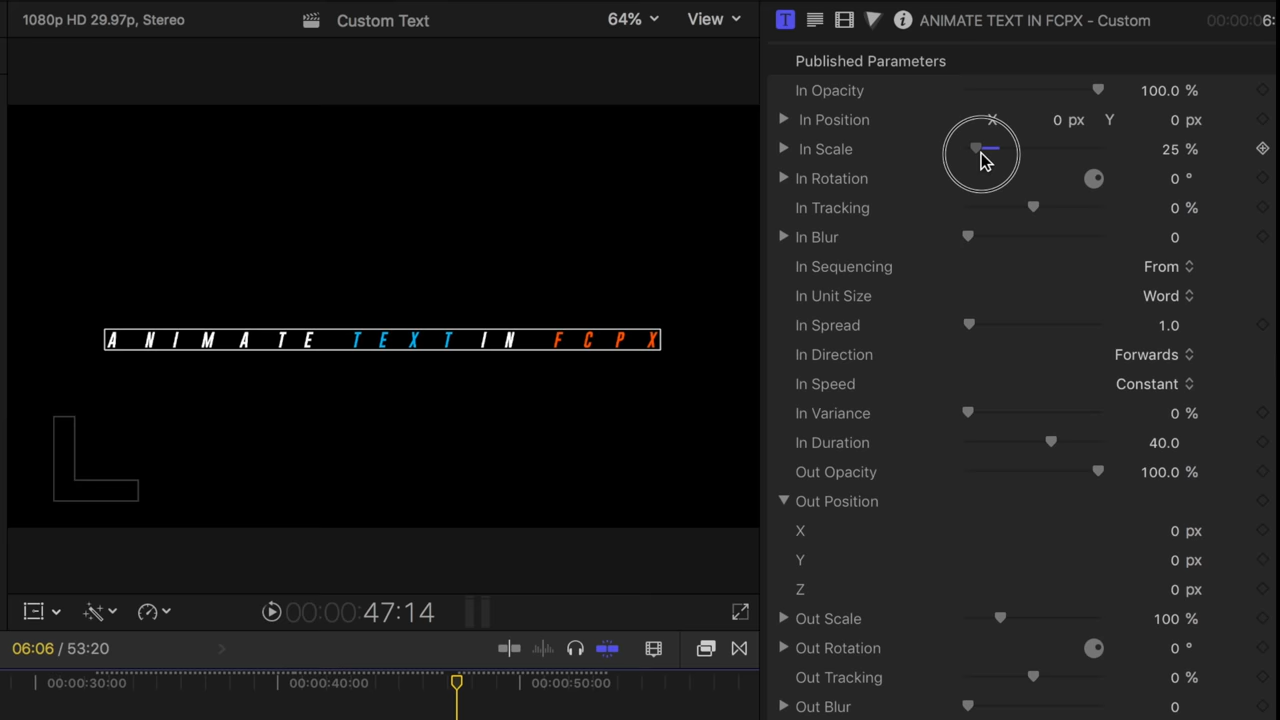 1080p HD 29.97p, Stereo
Custom Text
64%
View
ANIMATE TEXT IN FCPX - Custom
00:00:06:
Published Parameters
In Opacity 100.0 %
In Position X 0 px Y 0 px
In Scale 25 %
In Rotation 0 °
In Tracking 0 %
In Blur 0
In Sequencing From
In Unit Size Word
In Spread 1.0
In Direction Forwards
In Speed Constant
In Variance 0 %
In Duration 40.0
Out Opacity 100.0 %
Out Position
X 0 px
Y 0 px
Z 0 px
Out Scale 100 %
Out Rotation 0 °
Out Tracking 0 %
Out Blur 0
ANIMATE TEXT IN FCPX
00:00:47:14
06:06 / 53:20
00:00:30:00
00:00:40:00
00:00:50:00